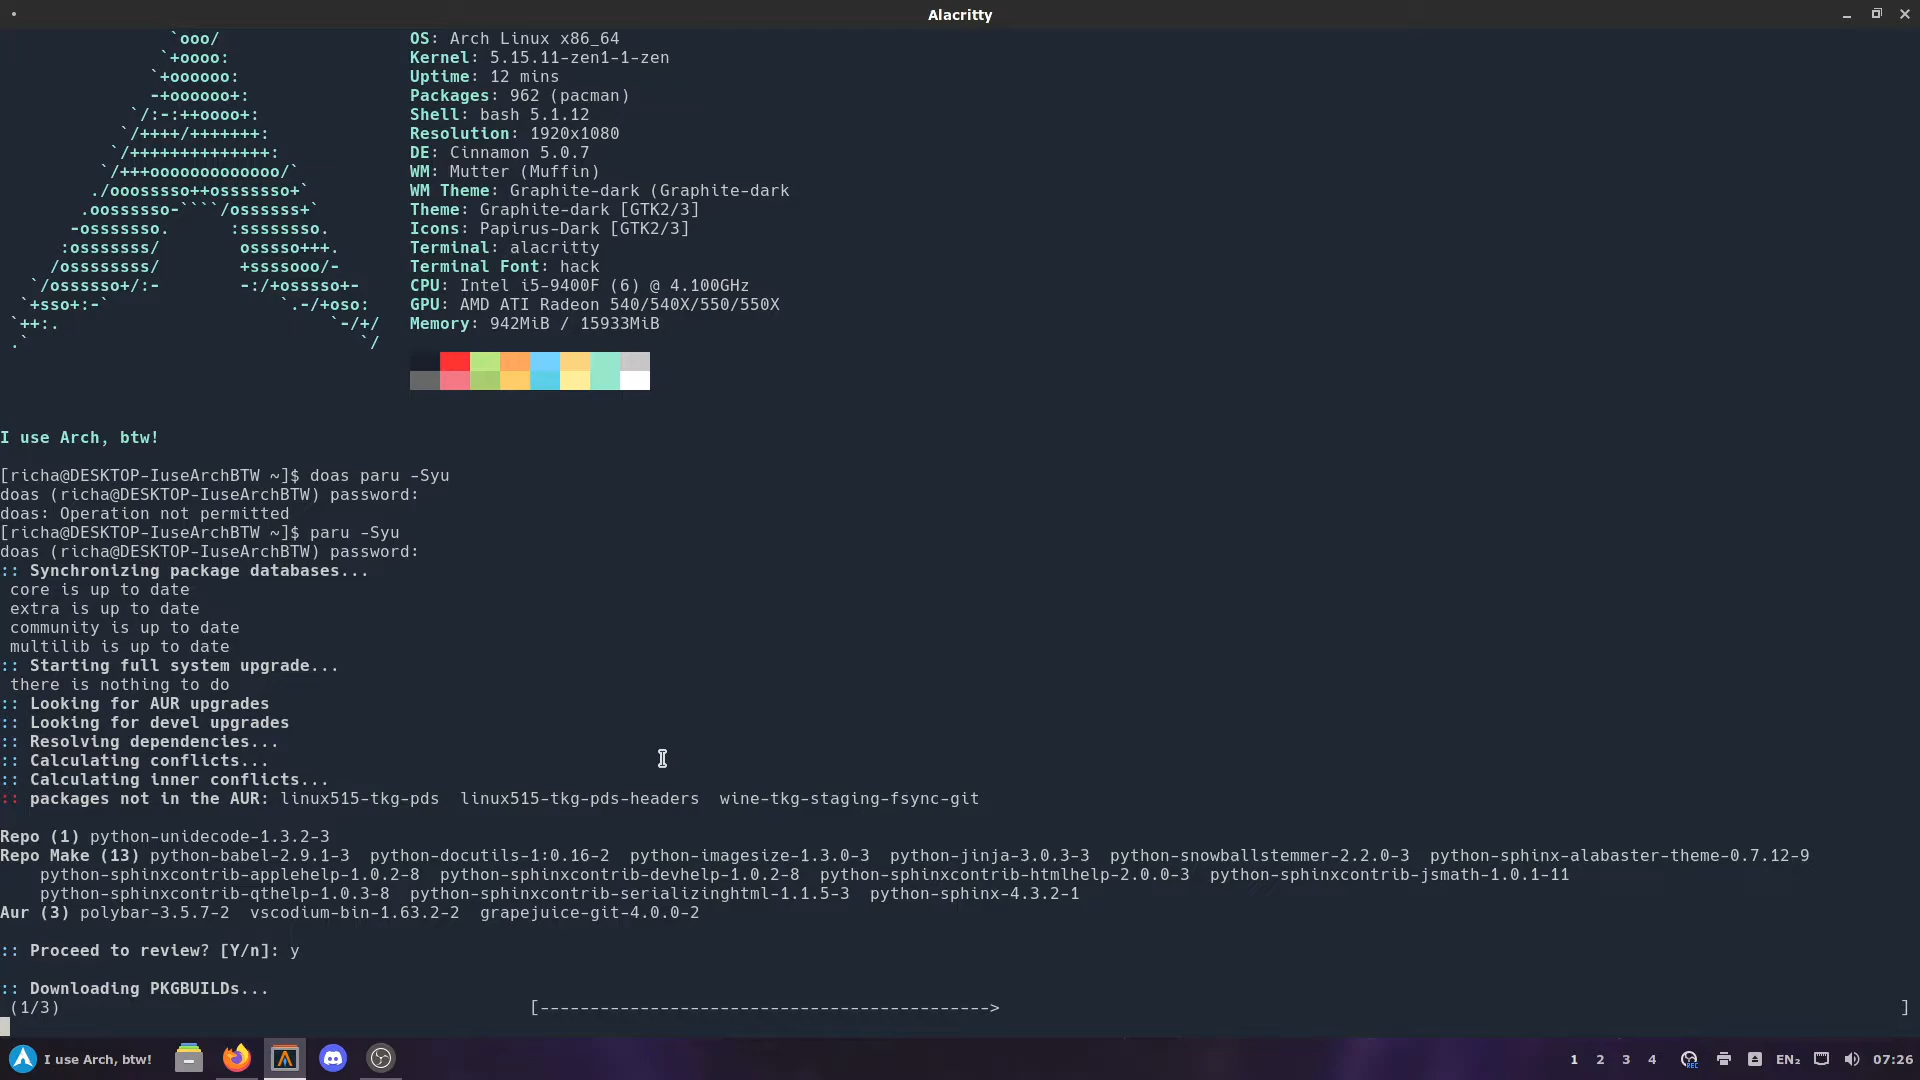 Alacritty
`ooo/ OS: Arch Linux x86_64
`+oooo: Kernel: 5.15.11-zen1-1-zen
`+oooooo: Uptime: 12 mins
-+oooooo+: Packages: 962 (pacman)
`/:-:++oooo+: Shell: bash 5.1.12
`/++++/+++++++: Resolution: 1920x1080
`/++++++++++++++: DE: Cinnamon 5.0.7
`/+++ooooooooooooo/` WM: Mutter (Muffin)
./ooosssso++osssssso+` WM Theme: Graphite-dark (Graphite-dark
.oossssso-````/ossssss+` Theme: Graphite-dark [GTK2/3]
-osssssso. :ssssssso. Icons: Papirus-Dark [GTK2/3]
:osssssss/ osssso+++. Terminal: alacritty
/ossssssss/ +ssssooo/- Terminal Font: hack
`/ossssso+/:- -:/+osssso+- CPU: Intel i5-9400F (6) @ 4.100GHz
`+sso+:-` `.-/+oso: GPU: AMD ATI Radeon 540/540X/550/550X
`++:. `-/+/ Memory: 942MiB / 15933MiB
.` `/
I use Arch, btw!
[richa@DESKTOP-IuseArchBTW ~]$ doas paru -Syu
doas (richa@DESKTOP-IuseArchBTW) password:
doas: Operation not permitted
[richa@DESKTOP-IuseArchBTW ~]$ paru -Syu
doas (richa@DESKTOP-IuseArchBTW) password:
:: Synchronizing package databases...
core is up to date
extra is up to date
community is up to date
multilib is up to date
:: Starting full system upgrade...
there is nothing to do
:: Looking for AUR upgrades
:: Looking for devel upgrades
:: Resolving dependencies...
:: Calculating conflicts...
:: Calculating inner conflicts...
:: packages not in the AUR: linux515-tkg-pds linux515-tkg-pds-headers wine-tkg-staging-fsync-git
Repo (1) python-unidecode-1.3.2-3
Repo Make (13) python-babel-2.9.1-3 python-docutils-1:0.16-2 python-imagesize-1.3.0-3 python-jinja-3.0.3-3 python-snowballstemmer-2.2.0-3 python-sphinx-alabaster-theme-0.7.12-9
python-sphinxcontrib-applehelp-1.0.2-8 python-sphinxcontrib-devhelp-1.0.2-8 python-sphinxcontrib-htmlhelp-2.0.0-3 python-sphinxcontrib-jsmath-1.0.1-11
python-sphinxcontrib-qthelp-1.0.3-8 python-sphinxcontrib-serializinghtml-1.1.5-3 python-sphinx-4.3.2-1
Aur (3) polybar-3.5.7-2 vscodium-bin-1.63.2-2 grapejuice-git-4.0.0-2
:: Proceed to review? [Y/n]: y
:: Downloading PKGBUILDs...
(1/3) [--------------------------------------------->                                                                                           ]
I use Arch, btw! 1 2 3 4 REC EN₂ 07:26